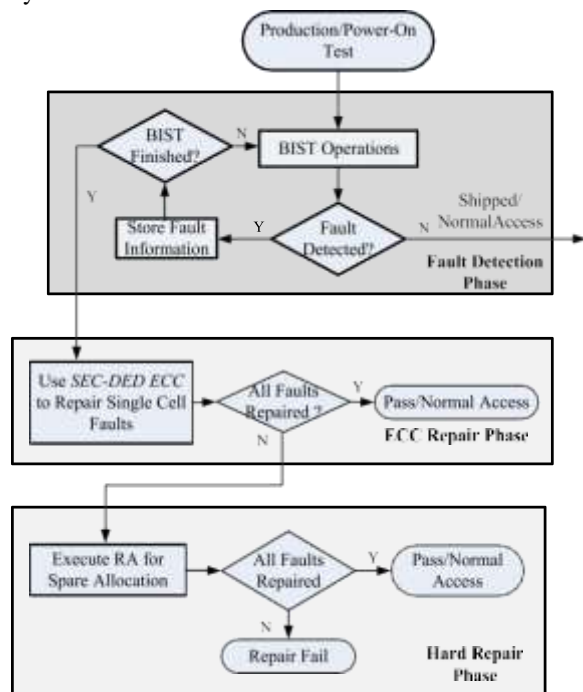 Production/Power-On
Test
BIST
Finished?
N
BIST Operations
Y
Store Fault
Information
Y
Fault
Detected?
N
Shipped/
NormalAccess
Fault Detection
Phase
Use SEC-DED ECC
to Repair Single Cell
Faults
All Faults
Repaired ?
Y
Pass/Normal Access
N
ECC Repair Phase
Execute RA for
Spare Allocation
All Faults
Repaired
Y
Pass/Normal
Access
N
Repair Fail
Hard Repair
Phase